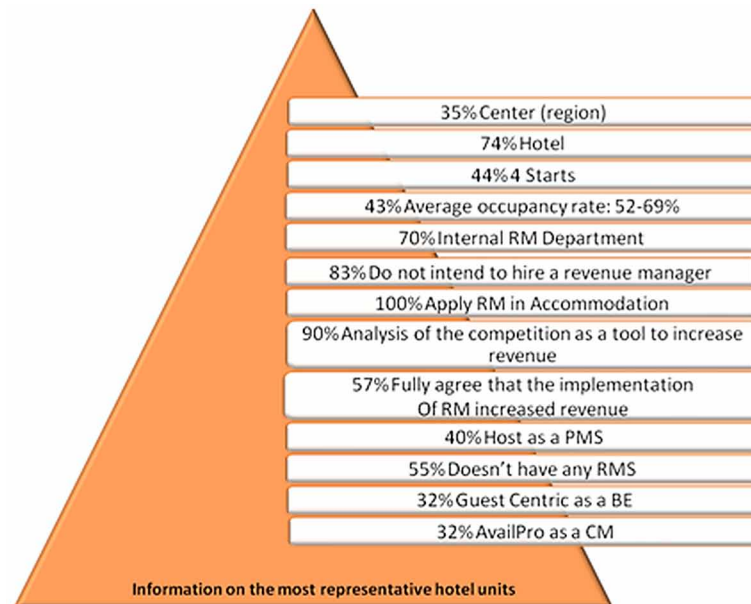 35% Center (region)
74% Hotel
44% 4 Starts
43% Average occupancy rate: 52-69%
70% Internal RM Department
83% Do not intend to hire a revenue manager
100% Apply RM in Accommodation
90% Analysis of the competition as a tool to increase
revenue
57% Fully agree that the implementation
Of RM increased revenue
40% Host as a PMS
55% Doesn't have any RMS
32% Guest Centric as a BE
32% AvailPro as a CM
Information on the most representative hotel units